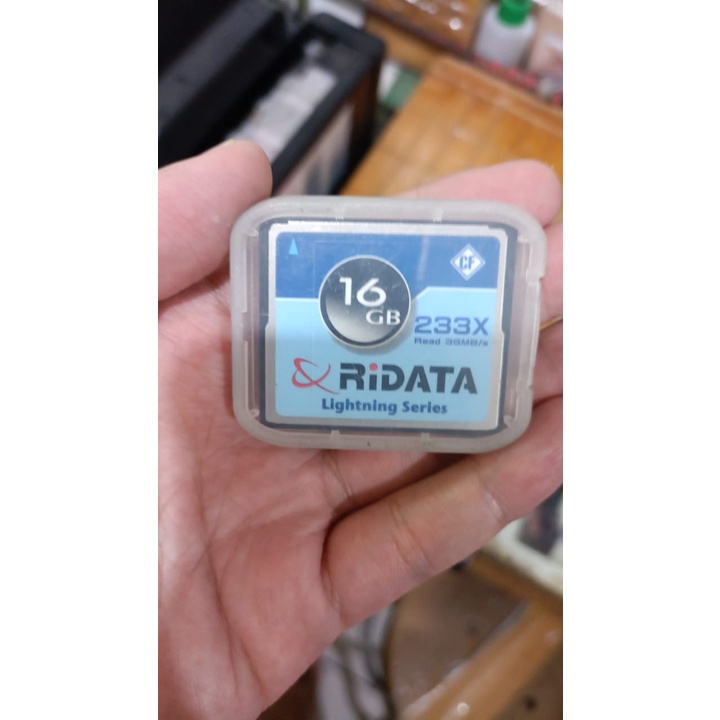 CF
16
GB
233X
Read 35MB/s
RiDATA
Lightning Series